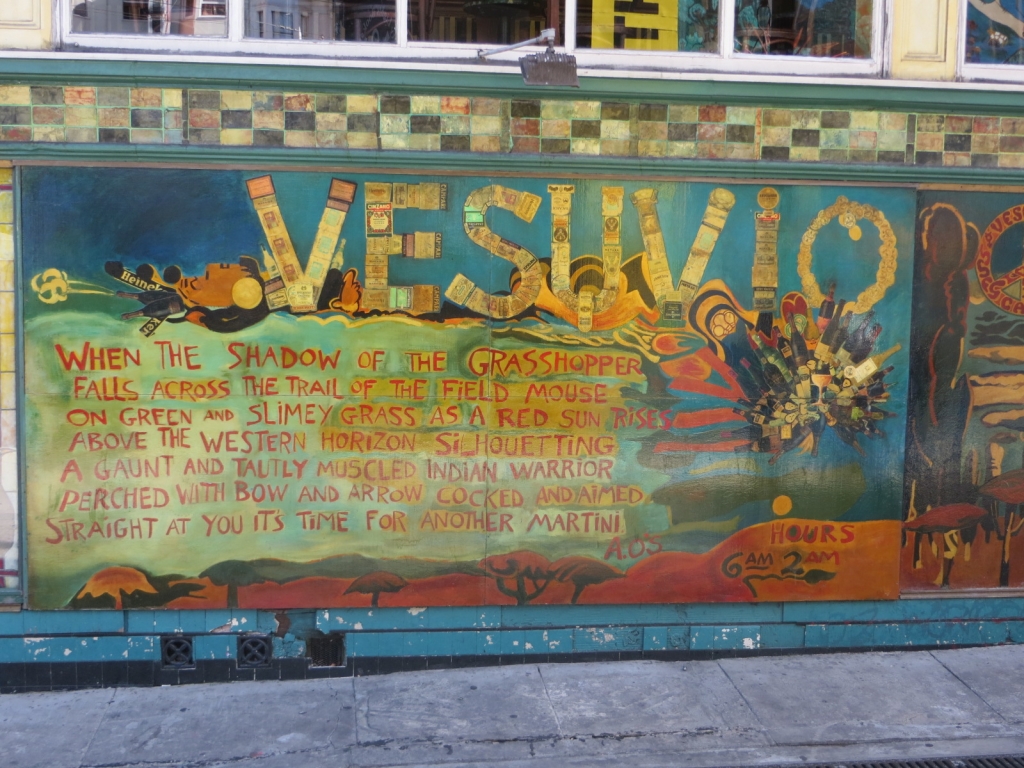 VESUVIO
Heinek
WHEN THE SHADOW OF THE GRASSHOPPER
FALLS ACROSS THE TRAIL OF THE FIELD MOUSE
ON GREEN AND SLIMEY GRASS AS A RED SUN RISES
ABOVE THE WESTERN HORIZON SILHOUETTING
A GAUNT AND TAUTLY MUSCLED INDIAN WARRIOR
PERCHED WITH BOW AND ARROW COCKED AND AIMED
STRAIGHT AT YOU IT'S TIME FOR ANOTHER MARTINI
HOURS
6AM 2AM